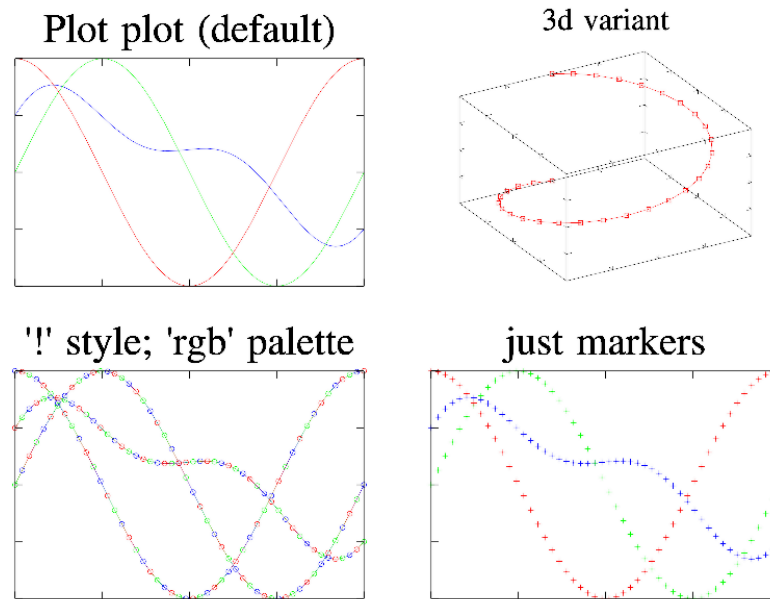 Plot plot (default)
3d variant
'!' style; 'rgb' palette
just markers